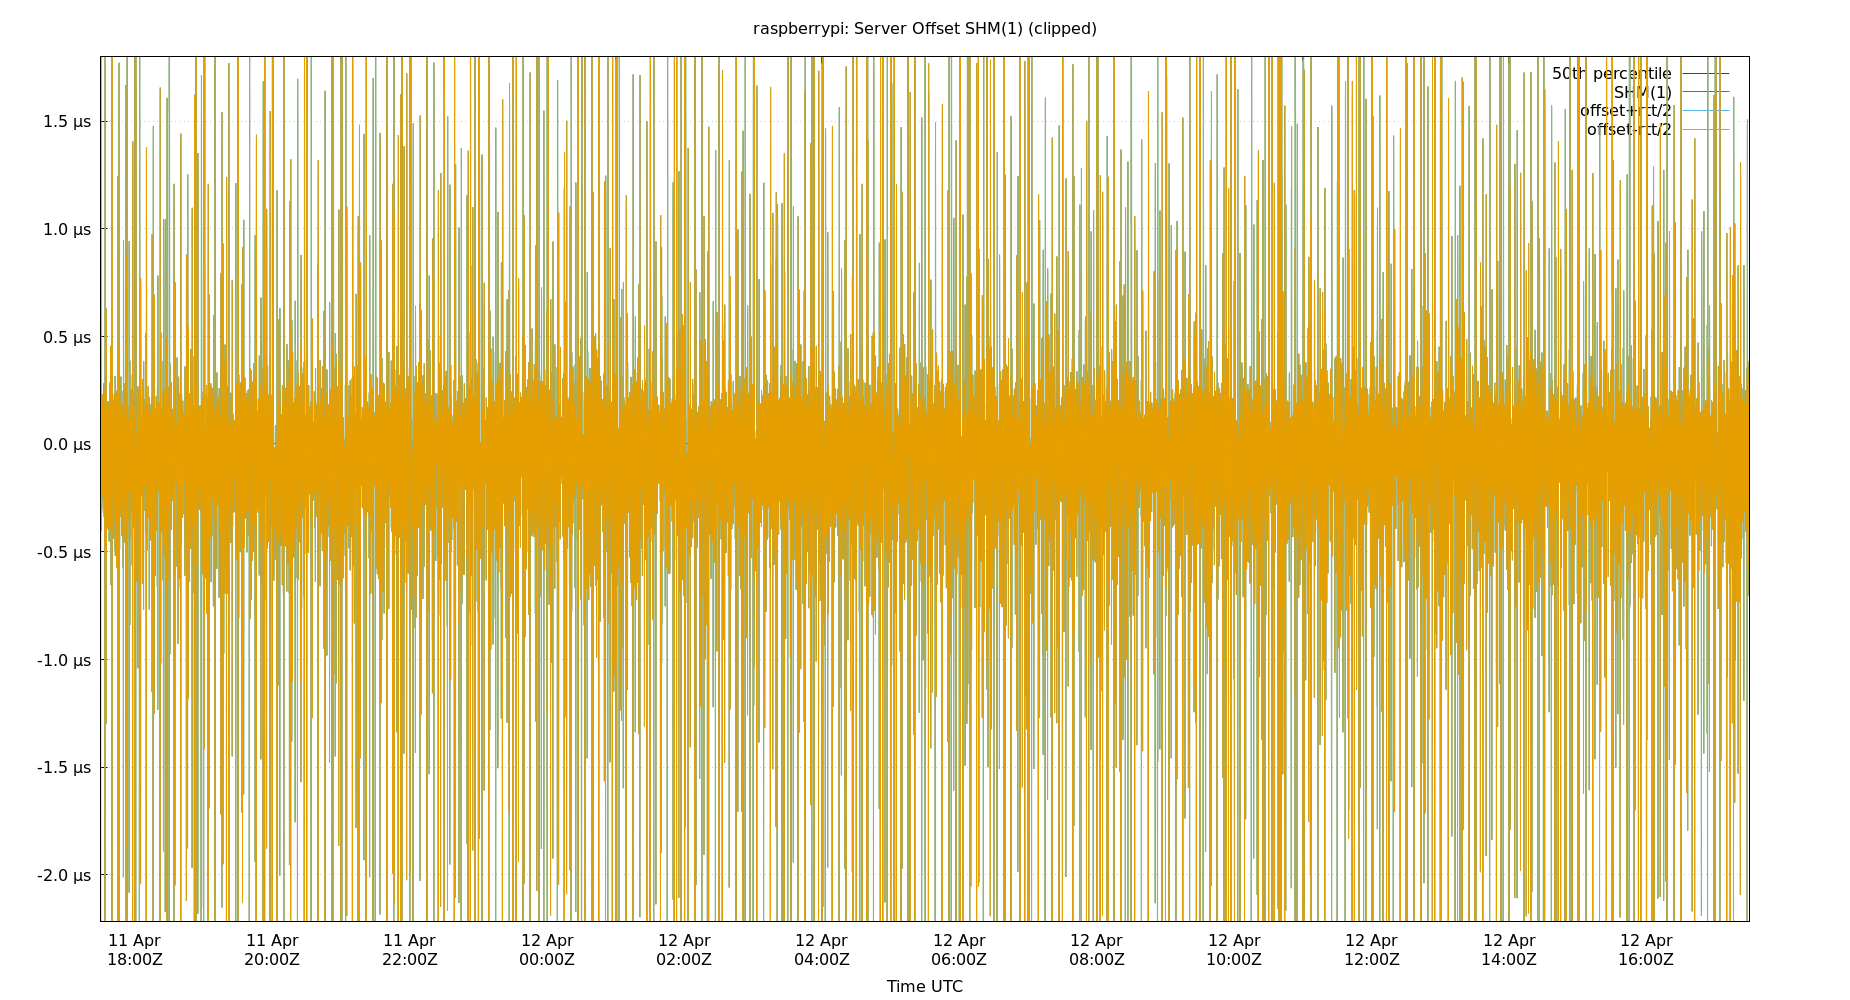 raspberrypi: Server Offset SHM(1) (clipped)
50th percentile
SHM(1)
offset+rtt/2
offset-rtt/2
1.5 µs
1.0 µs
0.5 µs
0.0 µs
-0.5 µs
-1.0 µs
-1.5 µs
-2.0 µs
11 Apr 11 Apr 11 Apr 12 Apr 12 Apr 12 Apr 12 Apr 12 Apr 12 Apr 12 Apr 12 Apr 12 Apr
18:00Z 20:00Z 22:00Z 00:00Z 02:00Z 04:00Z 06:00Z 08:00Z 10:00Z 12:00Z 14:00Z 16:00Z
Time UTC